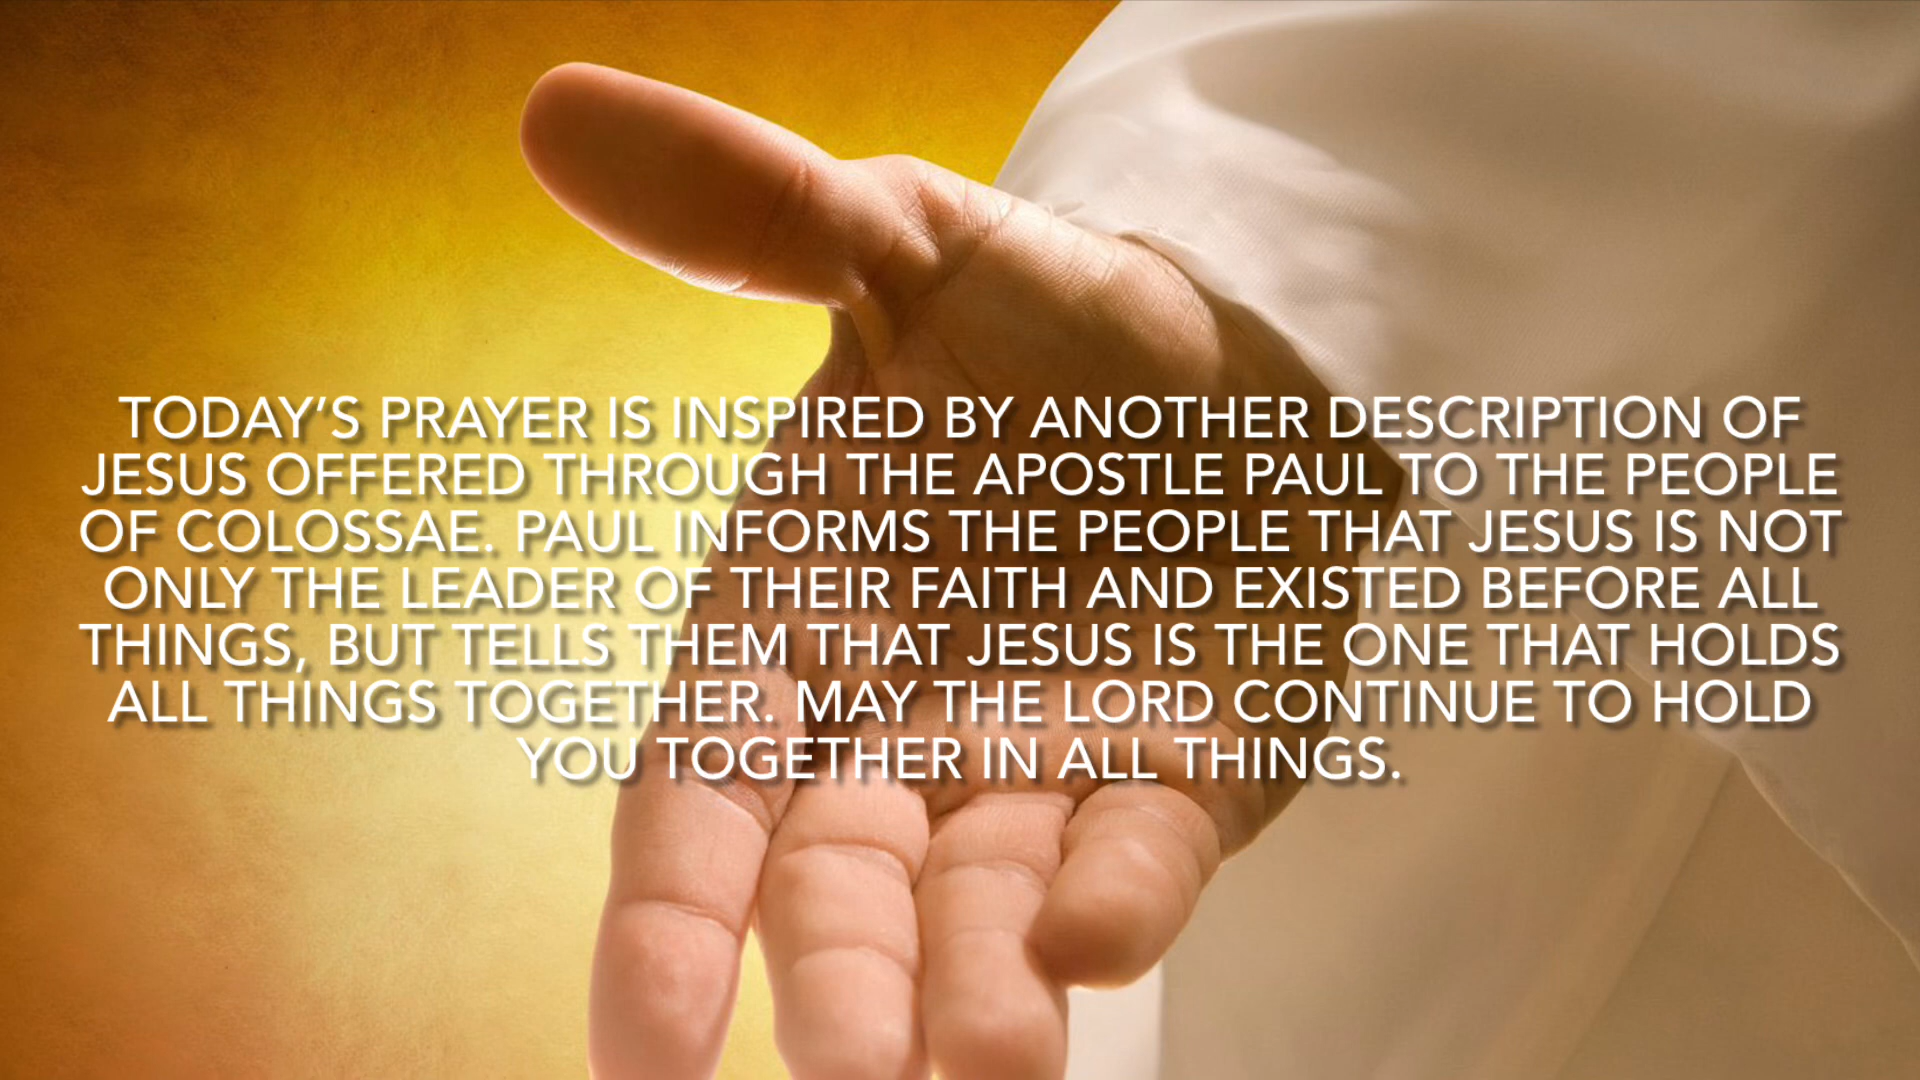 TODAY’S PRAYER IS INSPIRED BY ANOTHER DESCRIPTION OF
JESUS OFFERED THROUGH THE APOSTLE PAUL TO THE PEOPLE
OF COLOSSAE. PAUL INFORMS THE PEOPLE THAT JESUS IS NOT
ONLY THE LEADER OF THEIR FAITH AND EXISTED BEFORE ALL
THINGS, BUT TELLS THEM THAT JESUS IS THE ONE THAT HOLDS
ALL THINGS TOGETHER. MAY THE LORD CONTINUE TO HOLD
YOU TOGETHER IN ALL THINGS.